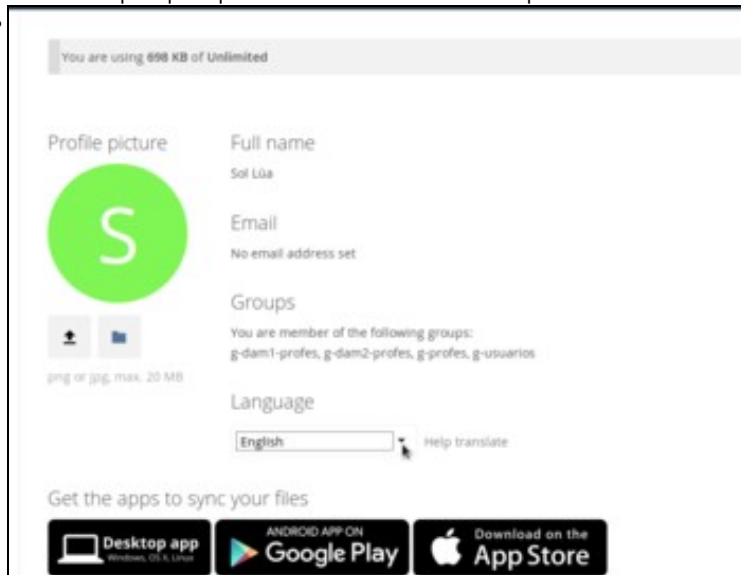 You are using 698 KB of Unlimited
Profile picture
Full name
S
Sol Lúa
Email
No email address set
Groups
You are member of the following groups:
g-dam1-profes, g-dam2-profes, g-profes, g-usuarios
png or jpg, max. 20 MB
Language
English
Help translate
Get the apps to sync your files
Desktop app
Windows, OS X, Linux
ANDROID APP ON
Google Play
Download on the
App Store